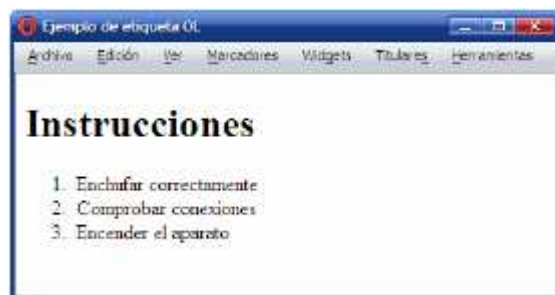 Ejemplo de etiqueta OL
Archivo Edición Ver Marcadores Widgets Titulares Herramientas
Instrucciones
1. Enchufar correctamente
2. Comprobar conexiones
3. Encender el aparato